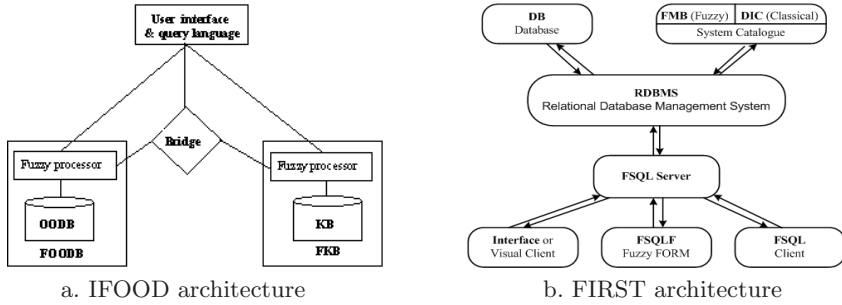 User interface
& query language
Bridge
Fuzzy processor
OODB
FOODB
Fuzzy processor
KB
FKB
a. IFOOD architecture
DB
Database
FMB (Fuzzy)
DIC (Classical)
System Catalogue
RDBMS
Relational Database Management System
FSQL Server
Interface or
Visual Client
FSQLF
Fuzzy FORM
FSQL
Client
b. FIRST architecture